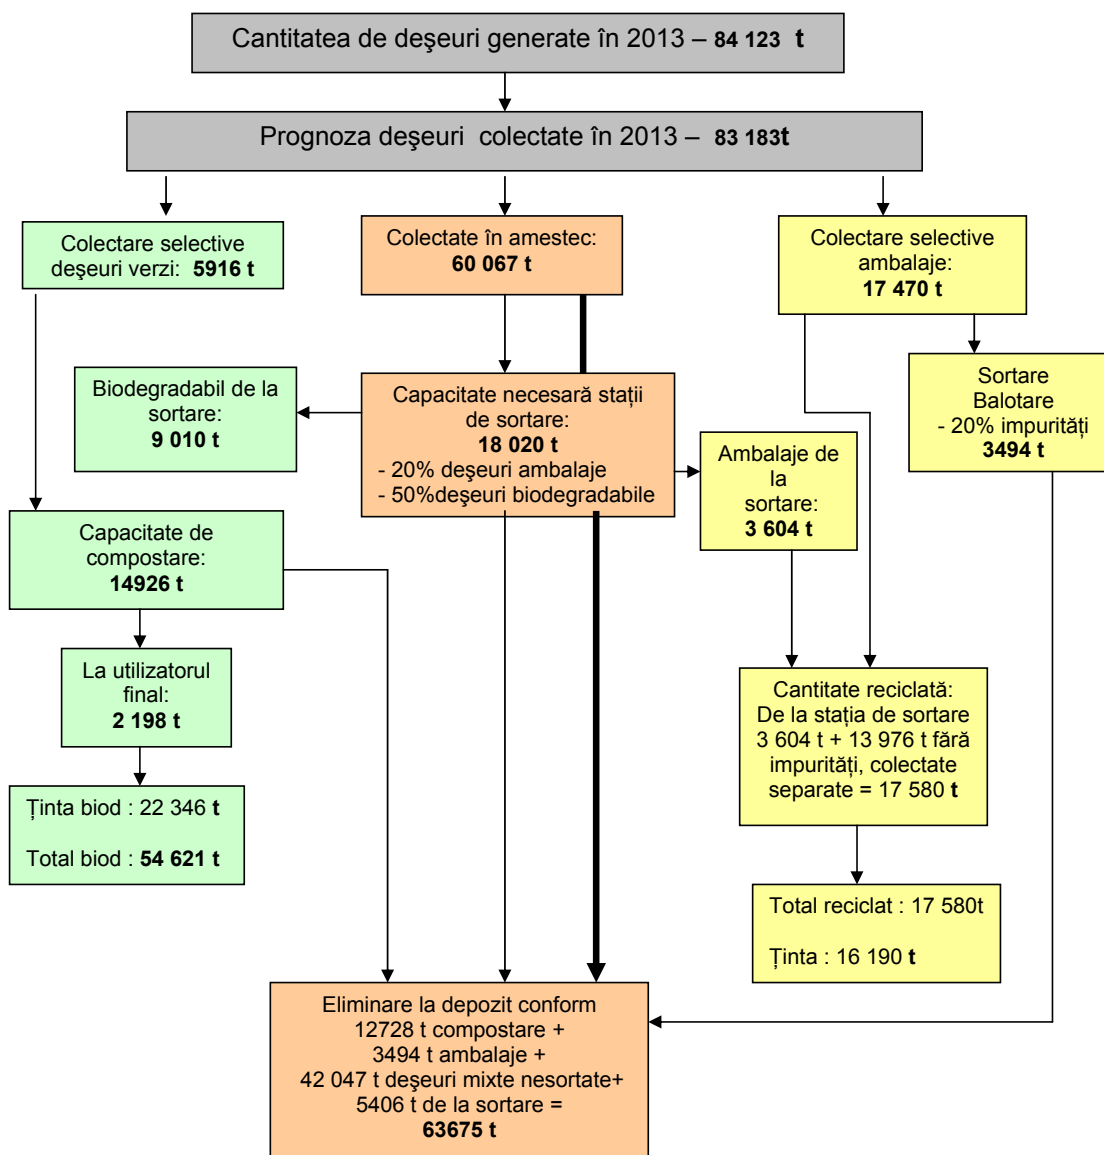 Cantitatea de deşeuri generate în 2013 – 84 123 t
Prognoza deşeuri colectate în 2013 – 83 183t
Colectare selective
deşeuri verzi: 5916 t
Colectate în amestec:
60 067 t
Colectare selective
ambalaje:
17 470 t
Biodegradabil de la
sortare:
9 010 t
Capacitate necesară staţii
de sortare:
18 020 t
- 20% deşeuri ambalaje
- 50%deşeuri biodegradabile
Ambalaje de
la
sortare:
3 604 t
Sortare
Balotare
- 20% impurităţi
3494 t
Capacitate de
compostare:
14926 t
La utilizatorul
final:
2 198 t
Ţinta biod : 22 346 t
Total biod : 54 621 t
Cantitate reciclată:
De la staţia de sortare
3 604 t + 13 976 t fără
impurităţi, colectate
separate = 17 580 t
Total reciclat : 17 580t
Ţinta : 16 190 t
Eliminare la depozit conform
12728 t compostare +
3494 t ambalaje +
42 047 t deşeuri mixte nesortate+
5406 t de la sortare =
63675 t